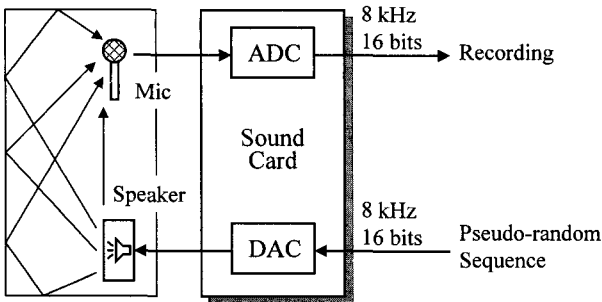 8 kHz
16 bits
ADC
Recording
Mic
Sound
Card
Speaker
8 kHz
16 bits
DAC
Pseudo-random
Sequence